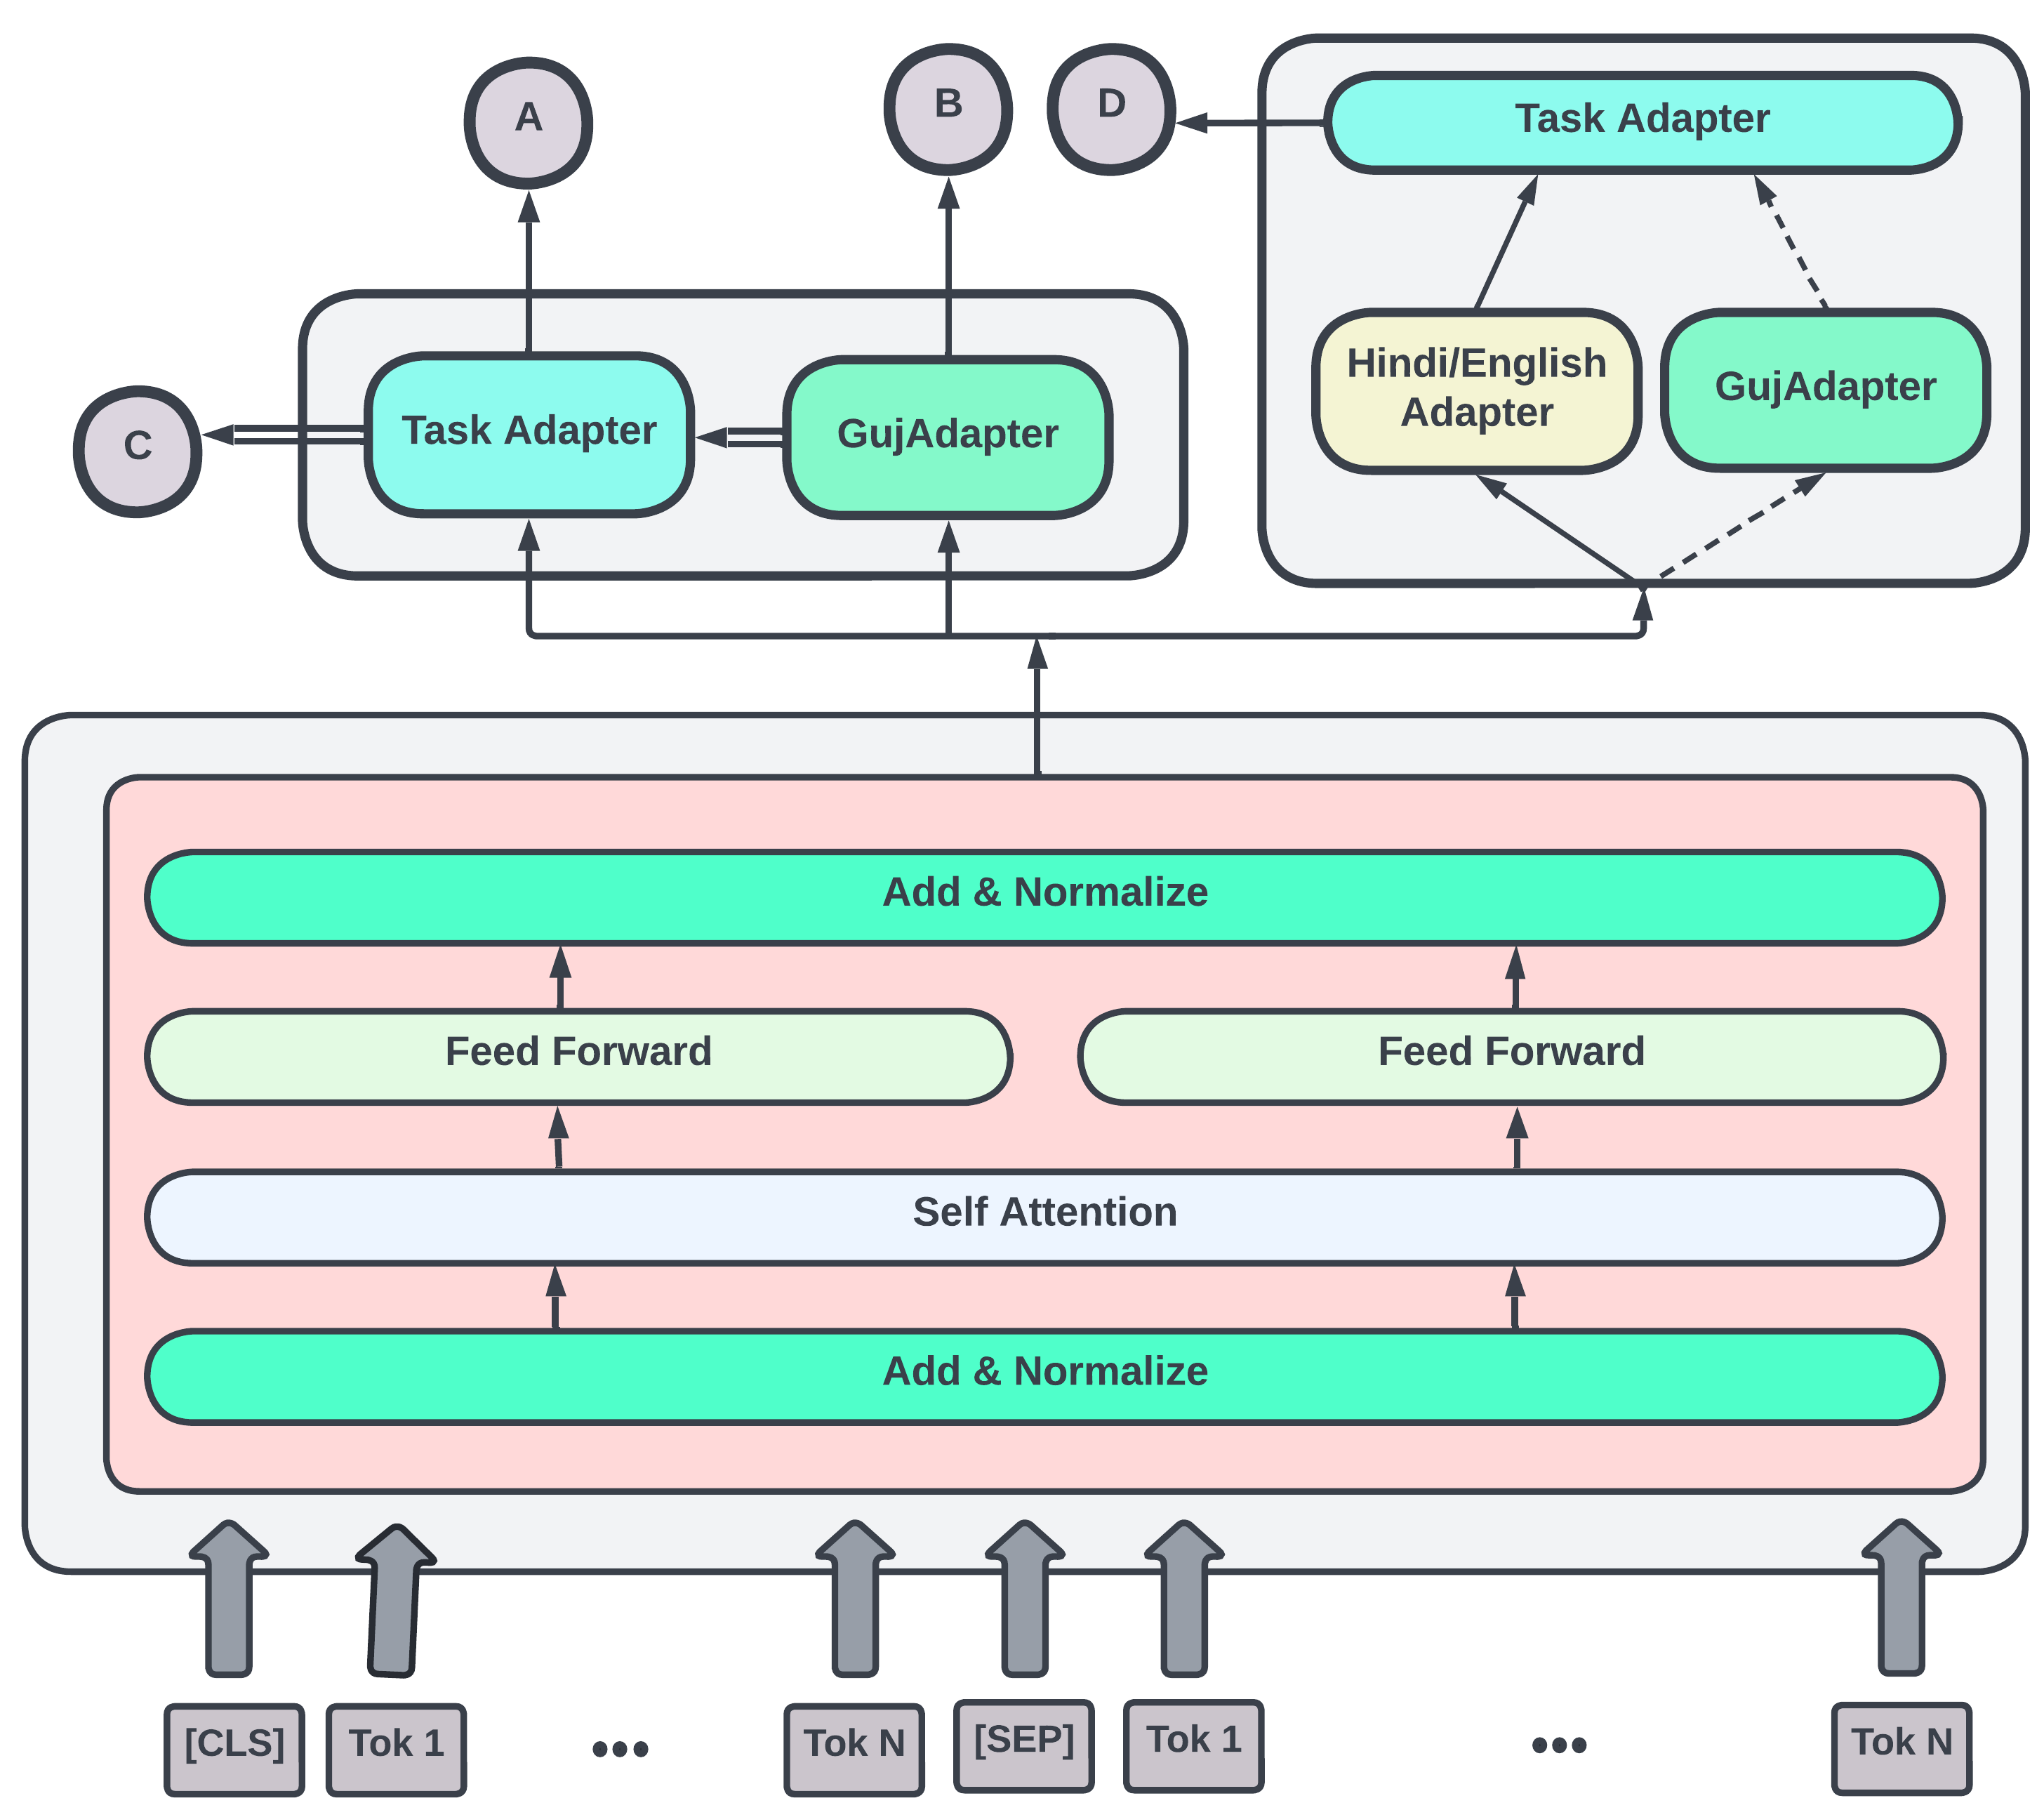 A
B
D
Task Adapter
Hindi/English
Adapter
GujAdapter
C
Task Adapter
GujAdapter
Add & Normalize
Feed Forward
Feed Forward
Self Attention
Add & Normalize
[CLS]
Tok 1
•••
Tok N
[SEP]
Tok 1
•••
Tok N